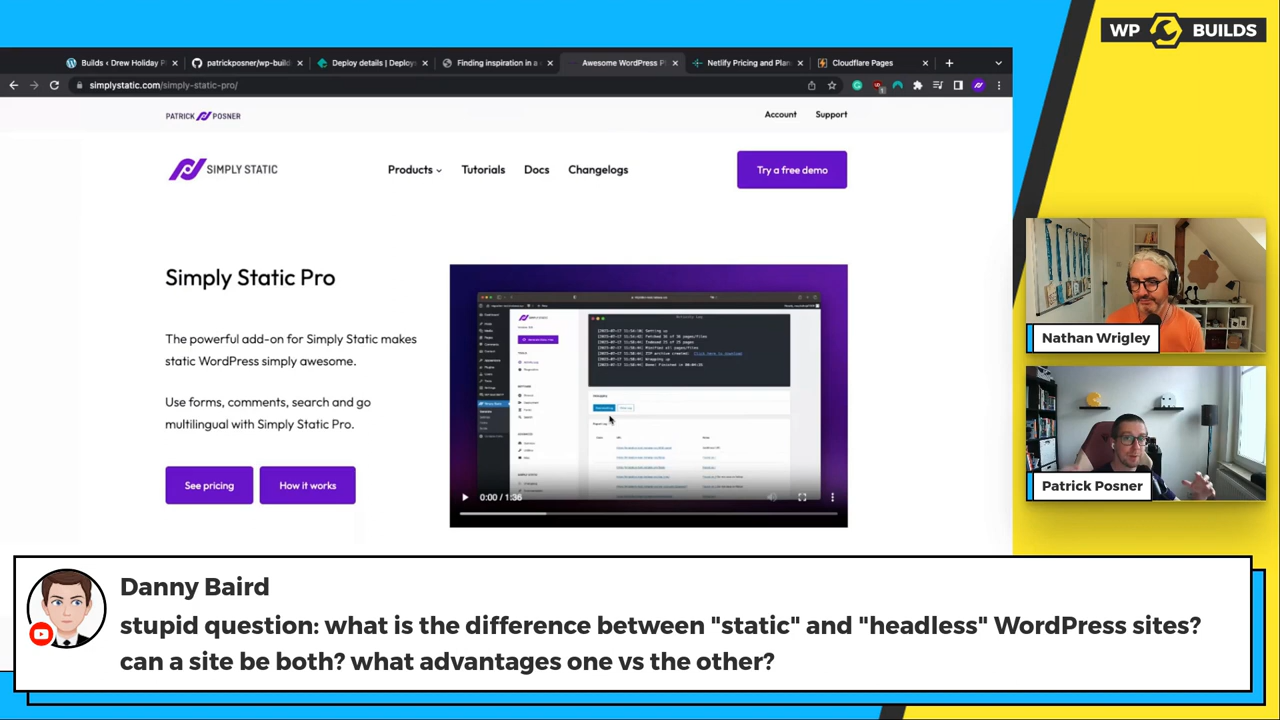 WP BUILDS
Builds ‹ Drew Holiday F
patrickposner/wp-build
Deploy details | Deploys
Finding inspiration in a
Awesome WordPress P
Netlify Pricing and Plan
Cloudflare Pages
simplystatic.com/simply-static-pro/
PATRICK POSNER
Account
Support
SIMPLY STATIC
Products
Tutorials
Docs
Changelogs
Try a free demo
Simply Static Pro
The powerful add-on for Simply Static makes
static WordPress simply awesome.
Use forms, comments, search and go
multilingual with Simply Static Pro.
See pricing
How it works
0:00 / 1:36
Nathan Wrigley
Patrick Posner
Danny Baird
stupid question: what is the difference between "static" and "headless" WordPress sites?
can a site be both? what advantages one vs the other?